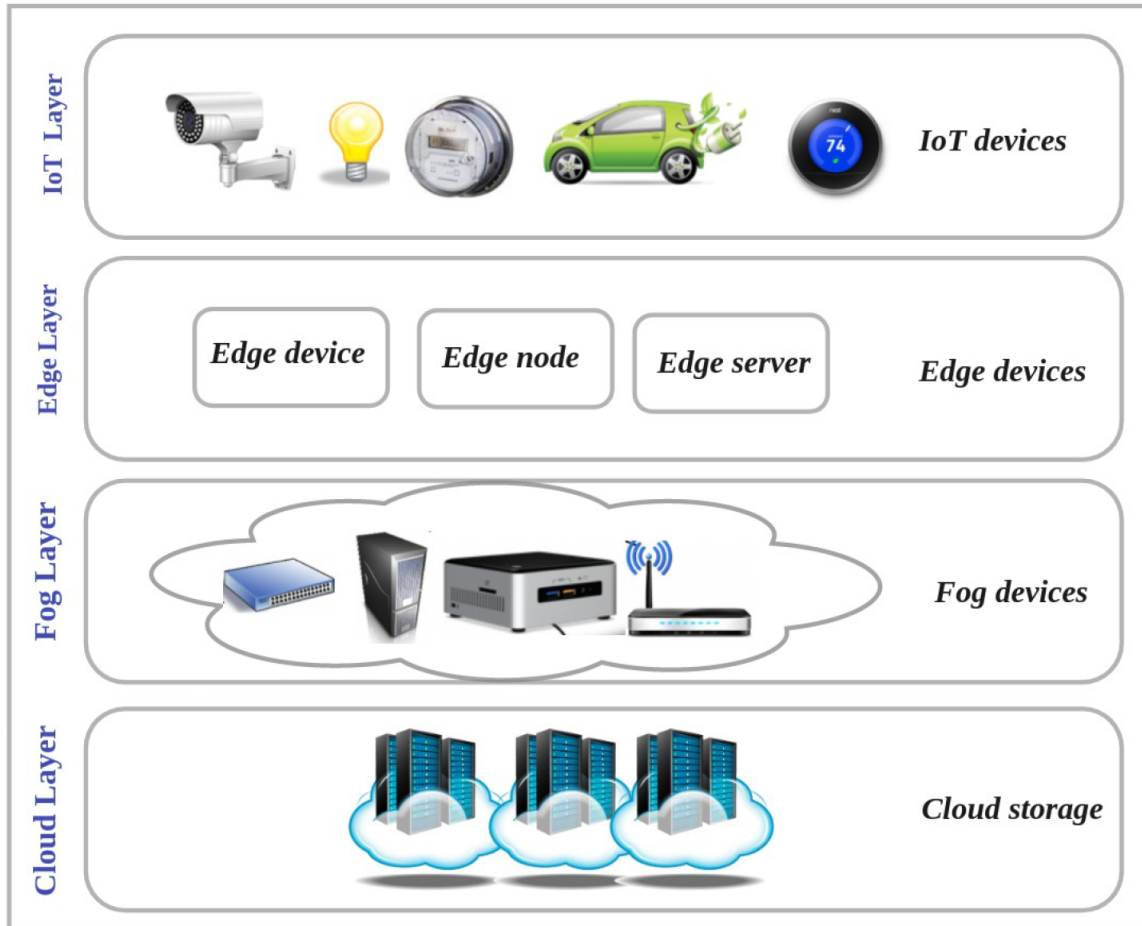 IoT Layer
nest
74
IoT devices
Edge Layer
Edge device
Edge node
Edge server
Edge devices
Fog Layer
Fog devices
Cloud Layer
Cloud storage